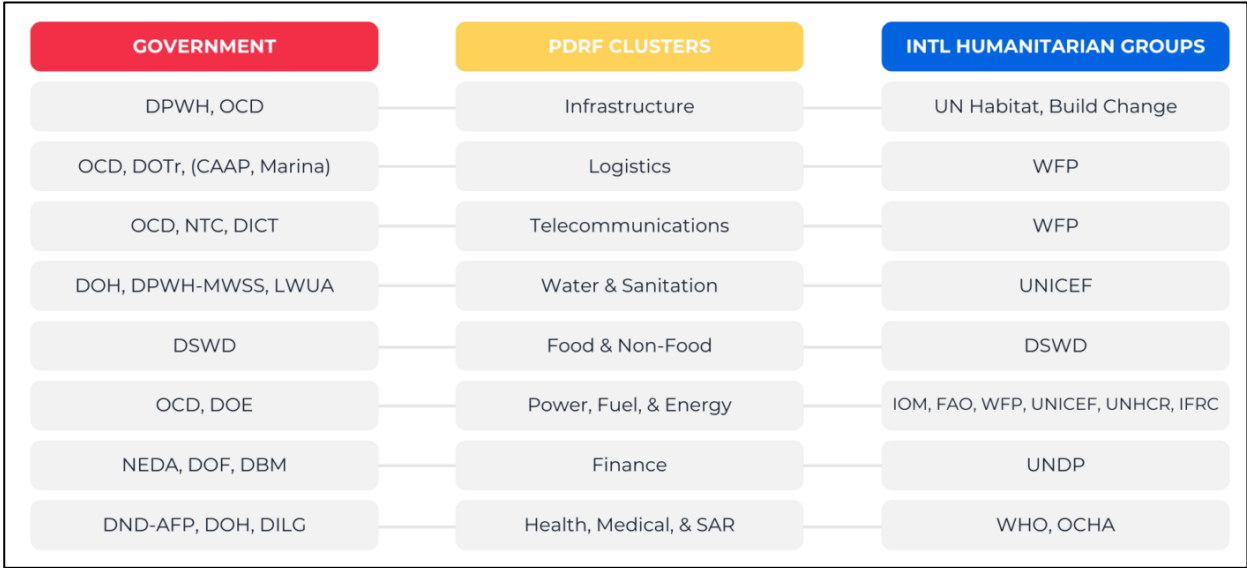 GOVERNMENT PDRF CLUSTERS INTL HUMANITARIAN GROUPS
DPWH, OCD Infrastructure UN Habitat, Build Change
OCD, DOTr, (CAAP, Marina) Logistics WFP
OCD, NTC, DICT Telecommunications WFP
DOH, DPWH-MWSS, LWUA Water & Sanitation UNICEF
DSWD Food & Non-Food DSWD
OCD, DOE Power, Fuel, & Energy IOM, FAO, WFP, UNICEF, UNHCR, IFRC
NEDA, DOF, DBM Finance UNDP
DND-AFP, DOH, DILG Health, Medical, & SAR WHO, OCHA